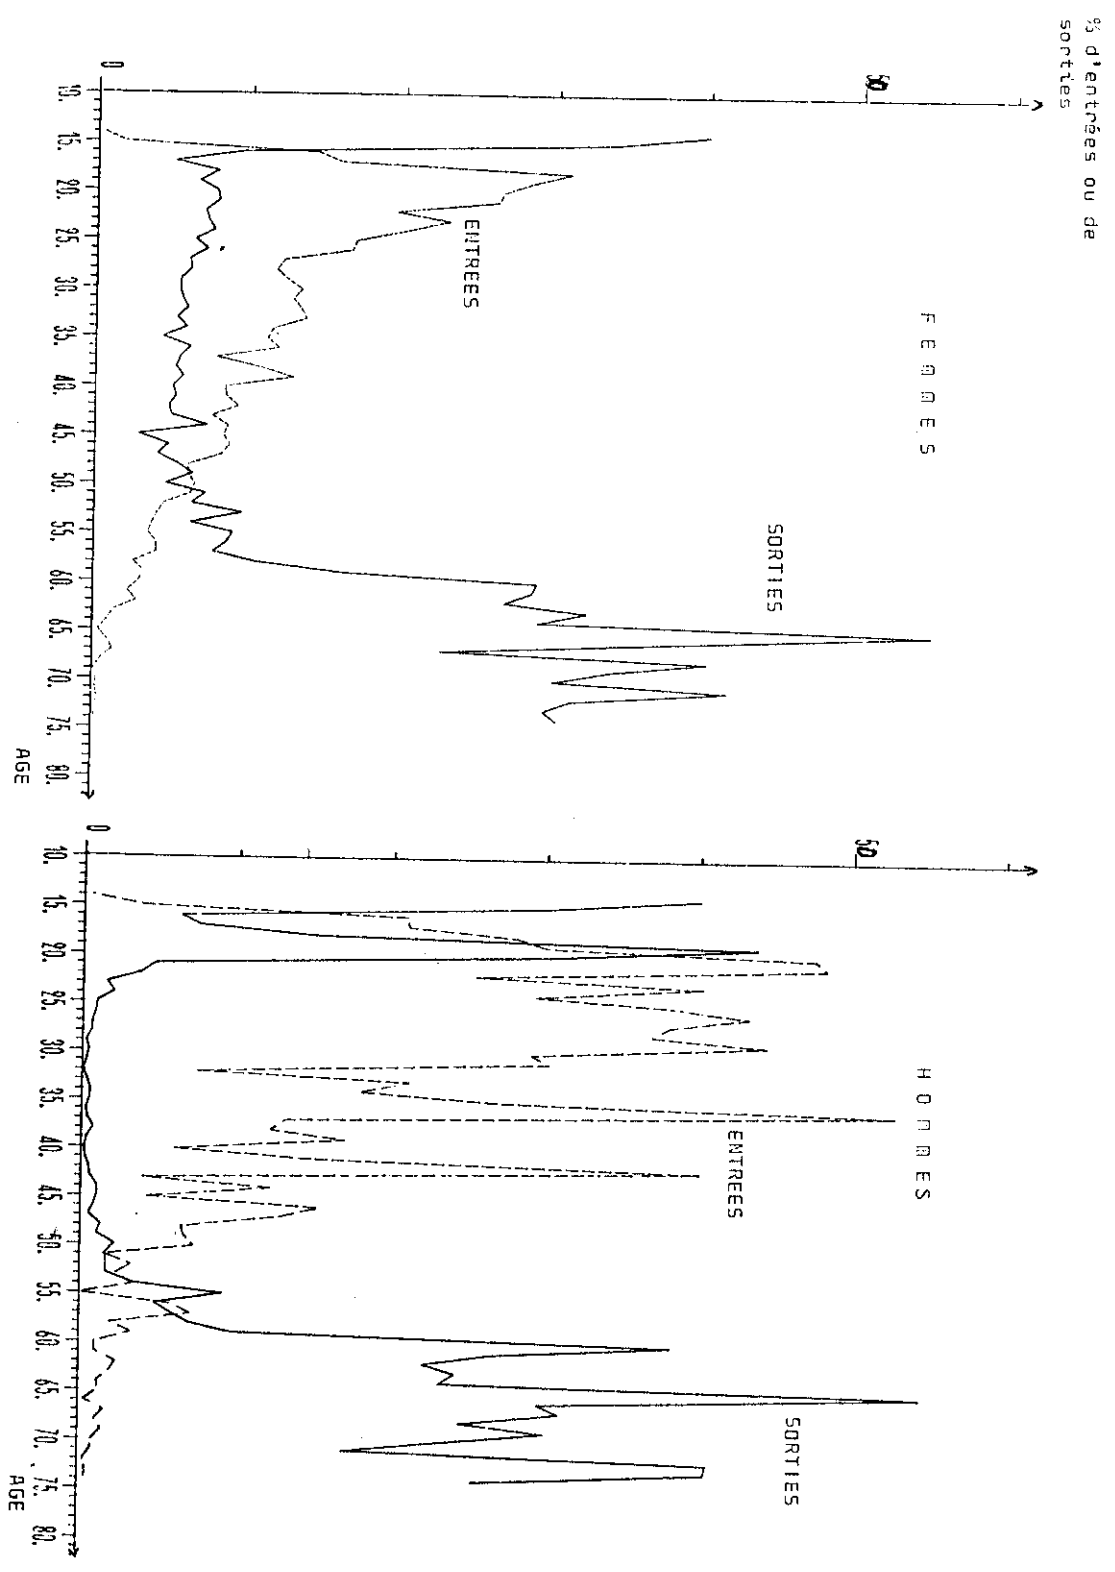 % d'entrées ou de
sorties
50
0
10. 15. 20. 25. 30. 35. 40. 45. 50. 55. 60. 65. 70. 75. 80.
AGE
FEMMES
ENTREES
SORTIES
50
0
10. 15. 20. 25. 30. 35. 40. 45. 50. 55. 60. 65. 70. 75. 80.
AGE
HOMMES
ENTREES
SORTIES